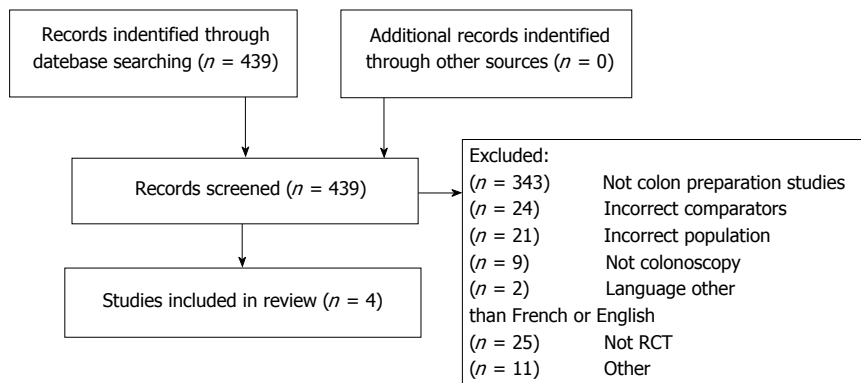 Records indentified through
datebase searching (n = 439)
Additional records indentified
through other sources (n = 0)
Records screened (n = 439)
Studies included in review (n = 4)
Excluded:
(n = 343) Not colon preparation studies
(n = 24) Incorrect comparators
(n = 21) Incorrect population
(n = 9) Not colonoscopy
(n = 2) Language other
than French or English
(n = 25) Not RCT
(n = 11) Other